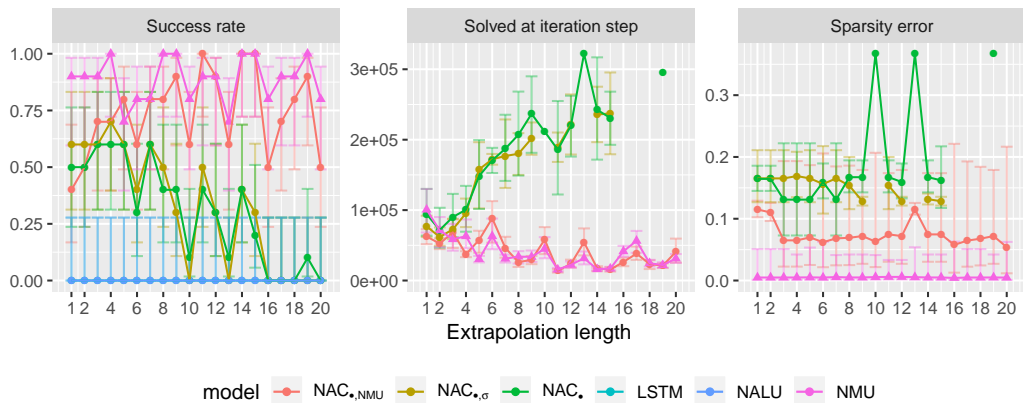 Success rate
Solved at iteration step
Sparsity error
1.00
0.75
0.50
0.25
0.00
1 2 4 6 8 10 12 14 16 18 20
3e+05
2e+05
1e+05
0e+00
1 2 4 6 8 10 12 14 16 18 20
0.3
0.2
0.1
0.0
1 2 4 6 8 10 12 14 16 18 20
Extrapolation length
model NAC•,NMU NAC•,σ NAC• LSTM NALU NMU